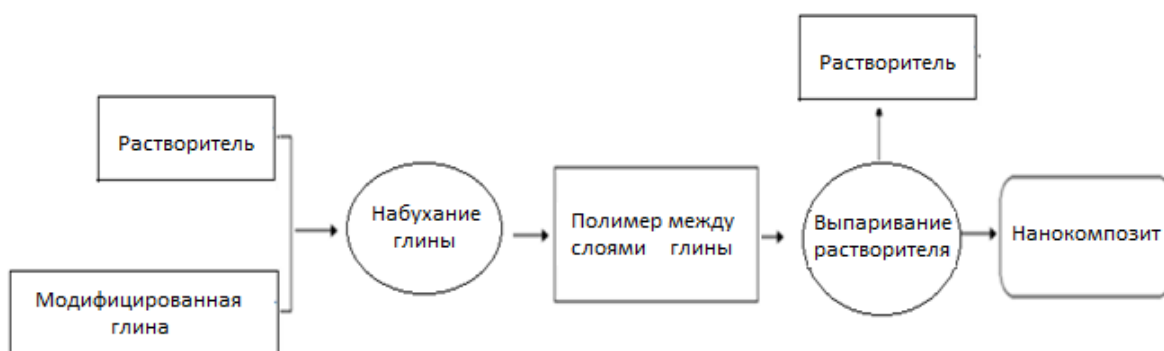 Растворитель
Модифицированная
глина
Набухание
глины
Полимер между
слоями глины
Растворитель
Выпаривание
растворителя
Нанокомпозит